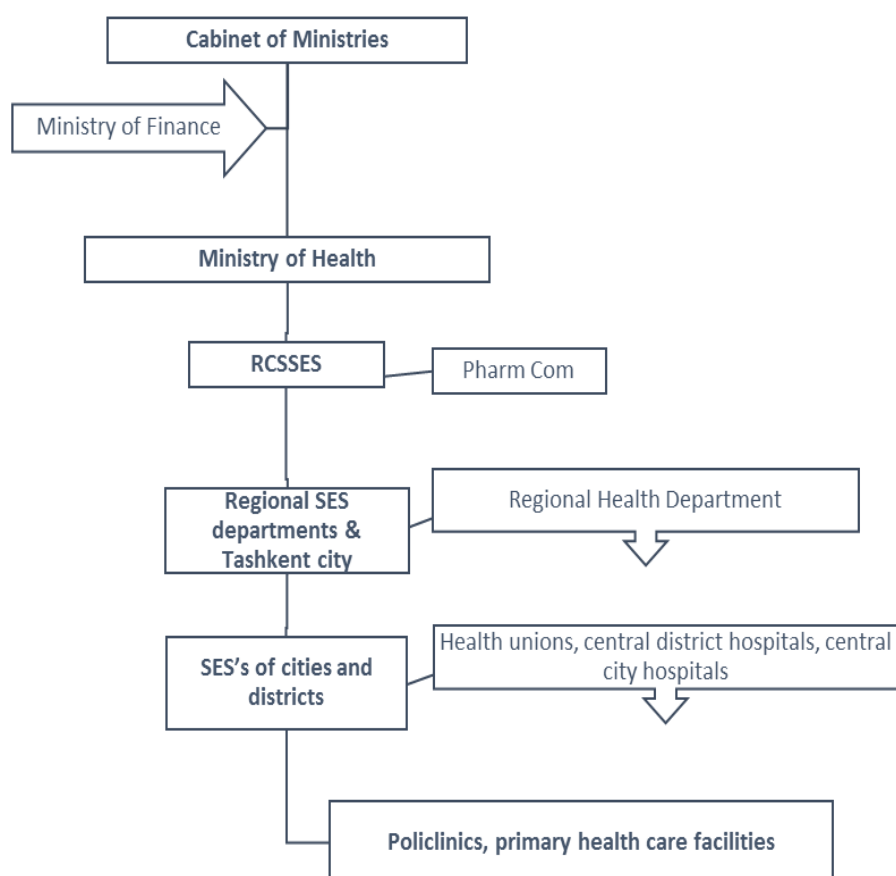 Cabinet of Ministries
Ministry of Finance
Ministry of Health
RCSSES
Pharm Com
Regional SES
departments &
Tashkent city
Regional Health Department
SES's of cities and
districts
Health unions, central district hospitals, central
city hospitals
Policlinics, primary health care facilities